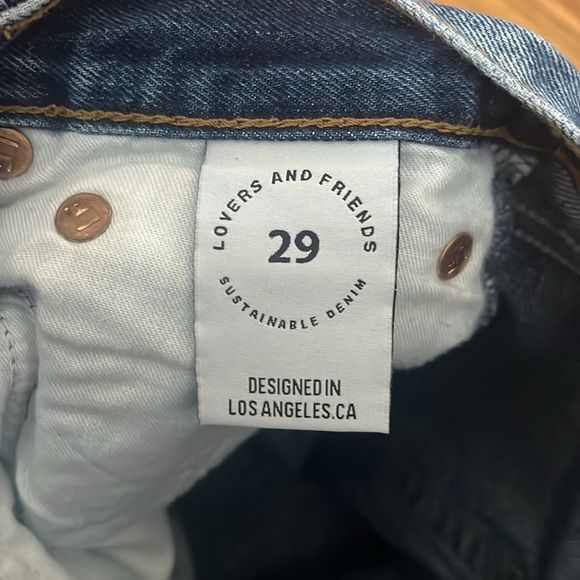 LOVERS AND FRIENDS
29
SUSTAINABLE DENIM
DESIGNED IN
LOS ANGELES.CA